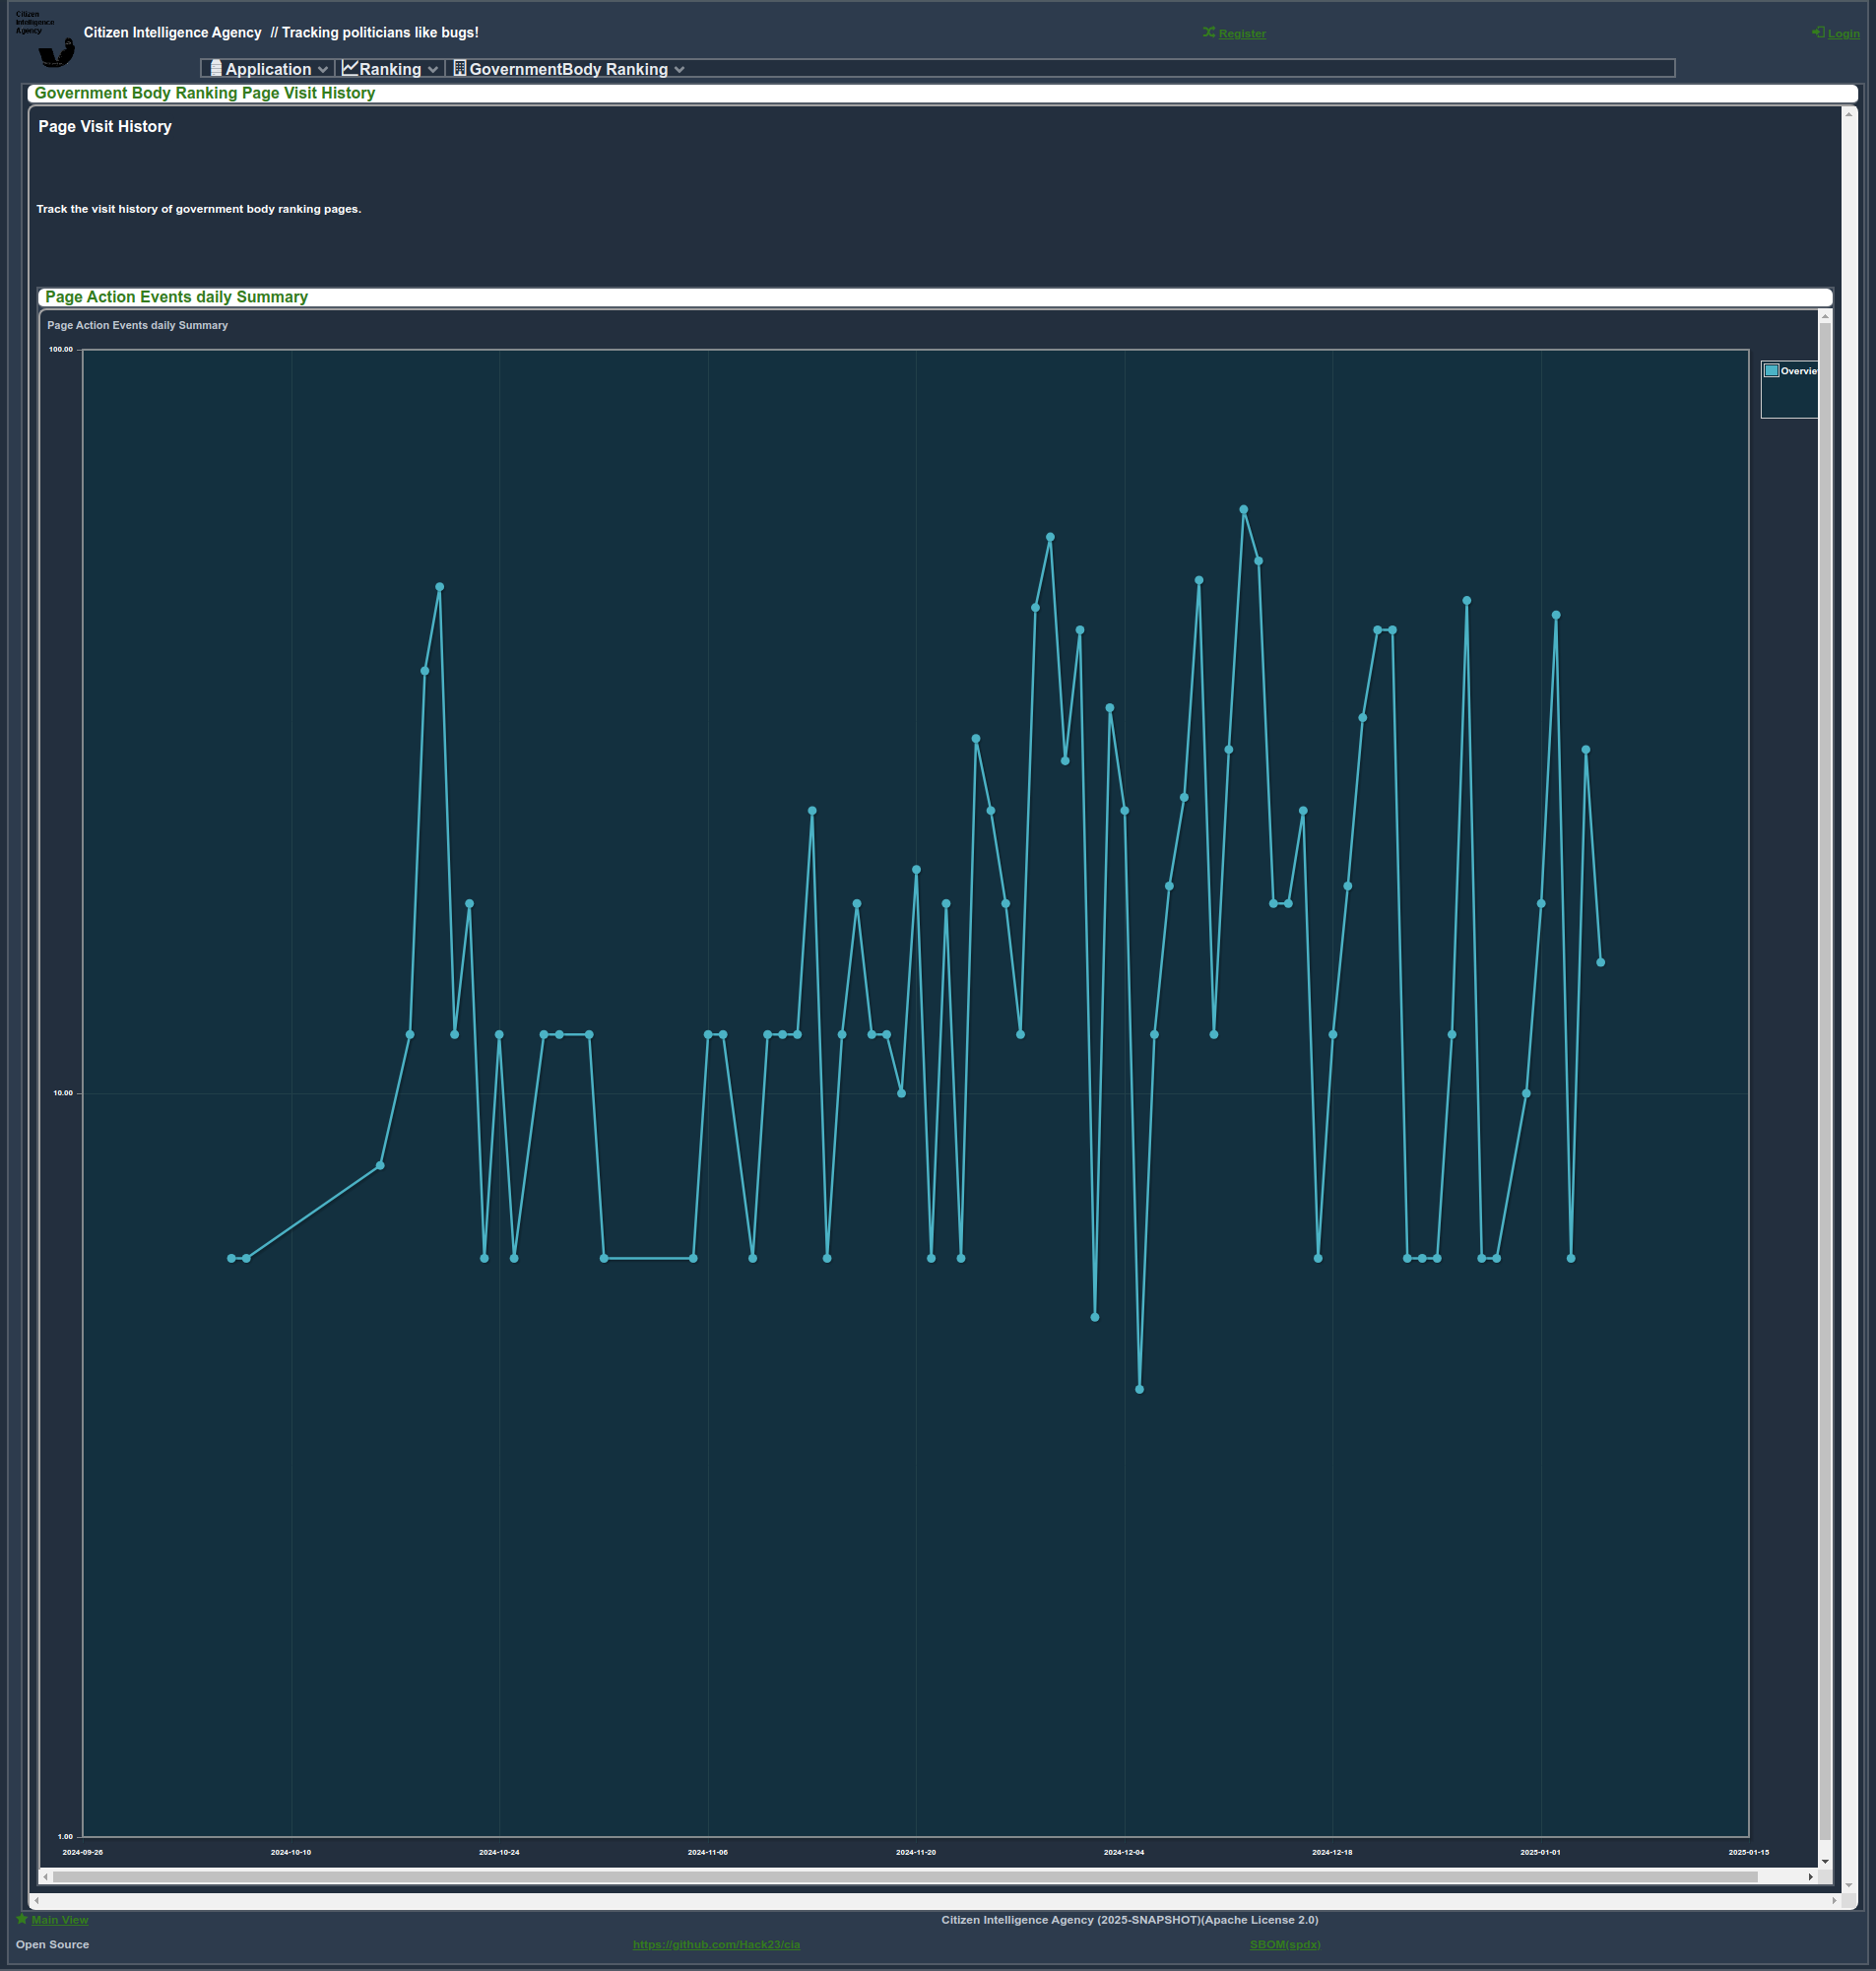 Citizen
Intelligence
Agency
Citizen Intelligence Agency // Tracking politicians like bugs!
Register
Login
Application
Ranking
GovernmentBody Ranking
Government Body Ranking Page Visit History
Page Visit History
Track the visit history of government body ranking pages.
Page Action Events daily Summary
Page Action Events daily Summary
100.00
Overvie
10.00
1.00
2024-09-26
2024-10-10
2024-10-24
2024-11-06
2024-11-20
2024-12-04
2024-12-18
2025-01-01
2025-01-15
Main View
Citizen Intelligence Agency (2025-SNAPSHOT)(Apache License 2.0)
Open Source
https://github.com/Hack23/cia
SBOM(spdx)